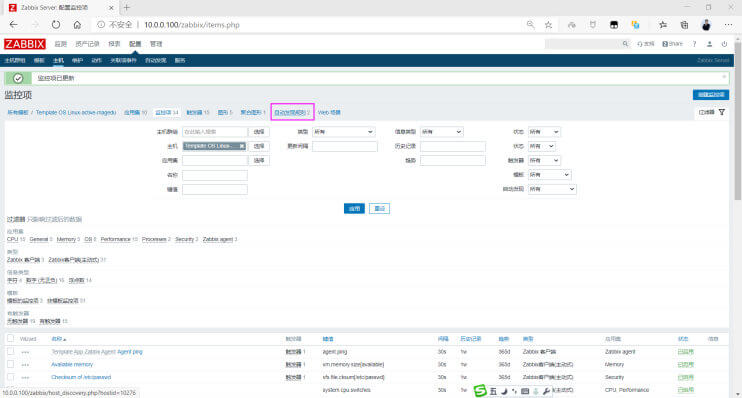 Zabbix Server: 配置监控项
不安全 | 10.0.0.100/zabbix/items.php
ZABBIX 监测 资产记录 报表 配置 管理 支持 Share ?
主机群组 模板 主机 维护 动作 关联项事件 自动发现 服务 Zabbix Server
监控项已更新
监控项 创建监控项
所有模板 / Template OS Linux-active-magedu 应用集 10 监控项 34 触发器 15 图形 5 聚合图形 1 自动发现规则 2 Web 场景 过滤器
主机群组 在此输入搜索 选择 类型 所有 信息类型 所有 状态 所有
主机 Template OS Linux-... 选择 更新间隔 历史记录 状态 所有
应用集 选择 趋势 触发器 所有
名称 模板 所有
键值 自动发现 所有
应用 重设
过滤器 只影响过滤后的数据
应用集
CPU 15 General 5 Memory 5 OS 8 Performance 15 Processes 2 Security 2 Zabbix agent 3
类型
Zabbix 客户端 3 Zabbix客户端(主动式) 31
信息类型
字符 4 数字 (无正负) 16 浮点数 14
模板
模板的监控项 3 非模板监控项 31
有触发器
无触发器 19 有触发器 15
Wizard 名称 触发器 键值 间隔 历史记录 趋势 类型 应用集 状态 信息
Template App Zabbix Agent: Agent ping 触发器 1 agent.ping 30s 1w 365d Zabbix 客户端 Zabbix agent 已启用
Available memory 触发器 1 vm.memory.size[available] 30s 1w 365d Zabbix客户端(主动式) Memory 已启用
Checksum of /etc/passwd 触发器 1 vfs.file.cksum[/etc/passwd] 30s 1w 365d Zabbix客户端(主动式) Security 已启用
10.0.0.100/zabbix/host_discovery.php?hostid=10276 system.cpu.switches CPU, Performance 已启用
五